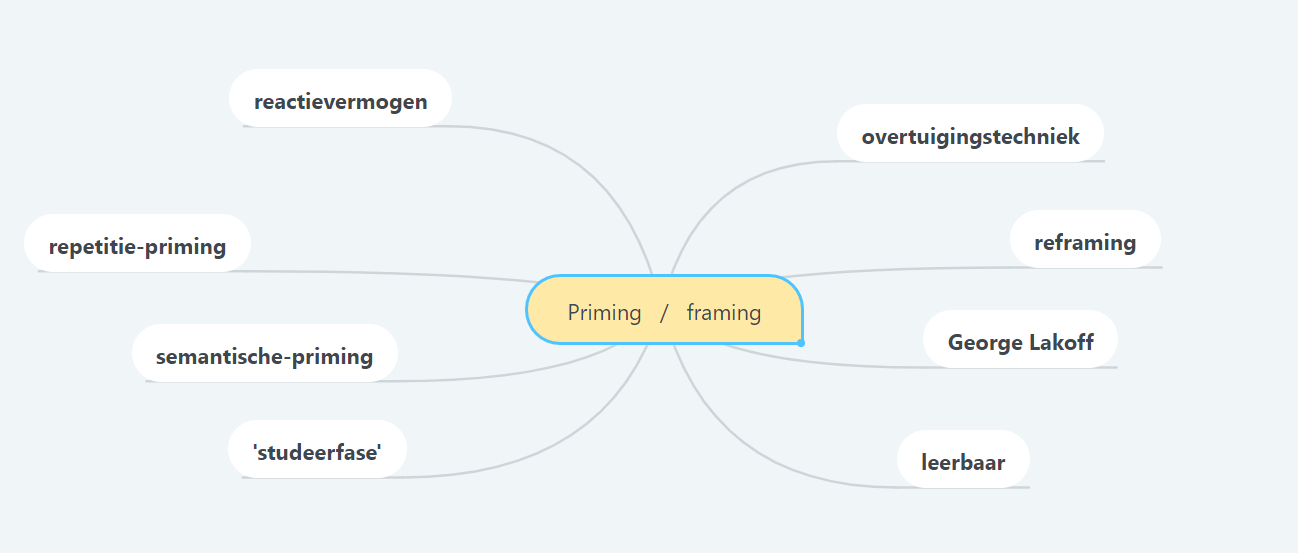 reactievermogen
overtuigingstechniek
repetitie-priming
reframing
Priming / framing
George Lakoff
semantische-priming
'studeerfase'
leerbaar